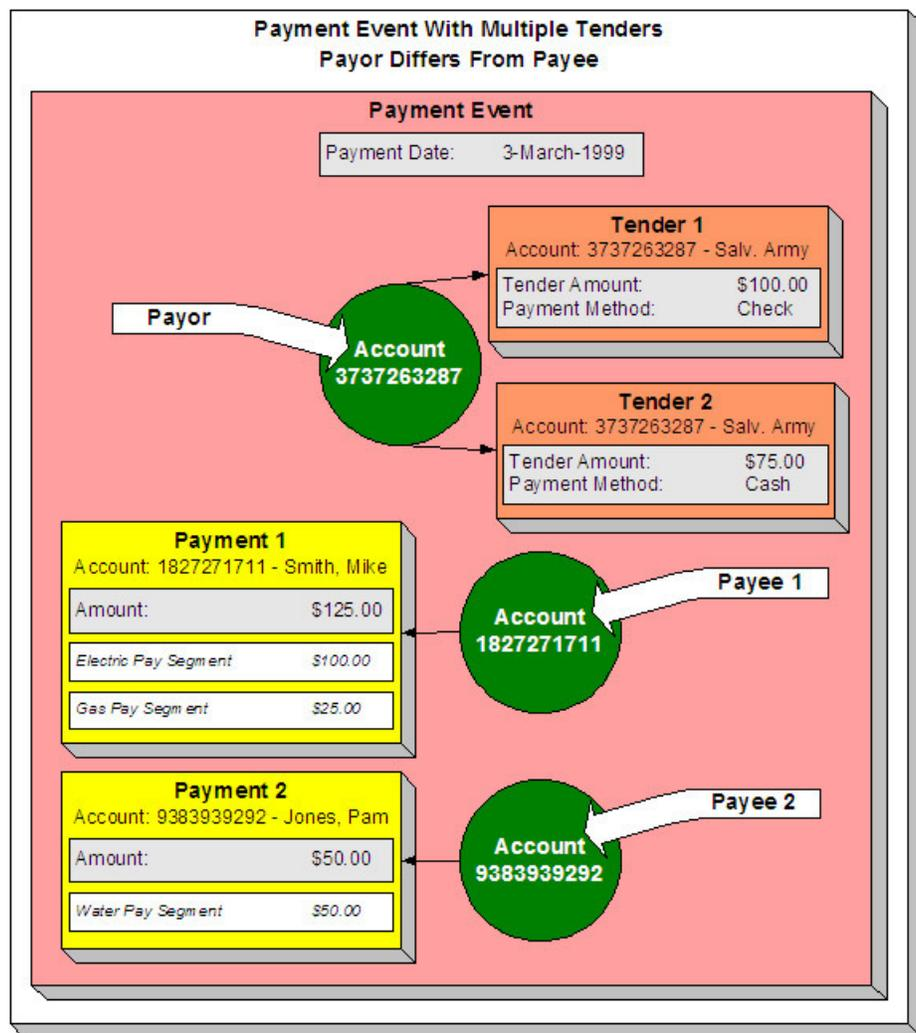 Payment Event With Multiple Tenders
Payor Differs From Payee
Payment Event
Payment Date: 3-March-1999
Tender 1
Account: 3737263287 - Salv. Army
Tender Amount: $100.00
Payment Method: Check
Payor
Account
3737263287
Tender 2
Account: 3737263287 - Salv. Army
Tender Amount: $75.00
Payment Method: Cash
Payment 1
Account: 1827271711 - Smith, Mike
Amount: $125.00
Electric Pay Segment $100.00
Gas Pay Segment $25.00
Payee 1
Account
1827271711
Payment 2
Account: 9383939292 - Jones, Pam
Amount: $50.00
Water Pay Segment $50.00
Payee 2
Account
9383939292